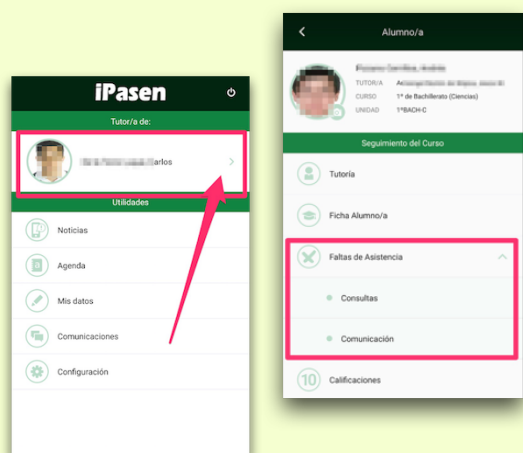 iPasen
Tutor/a de:
Carlos
Utilidades
Noticias
Agenda
Mis datos
Comunicaciones
Configuración
Alumno/a
TUTOR/A
CURSO 1º de Bachillerato (Ciencias)
UNIDAD 1ºBACH-C
Seguimiento del Curso
Tutoría
Ficha Alumno/a
Faltas de Asistencia
Consultas
Comunicación
10 Calificaciones